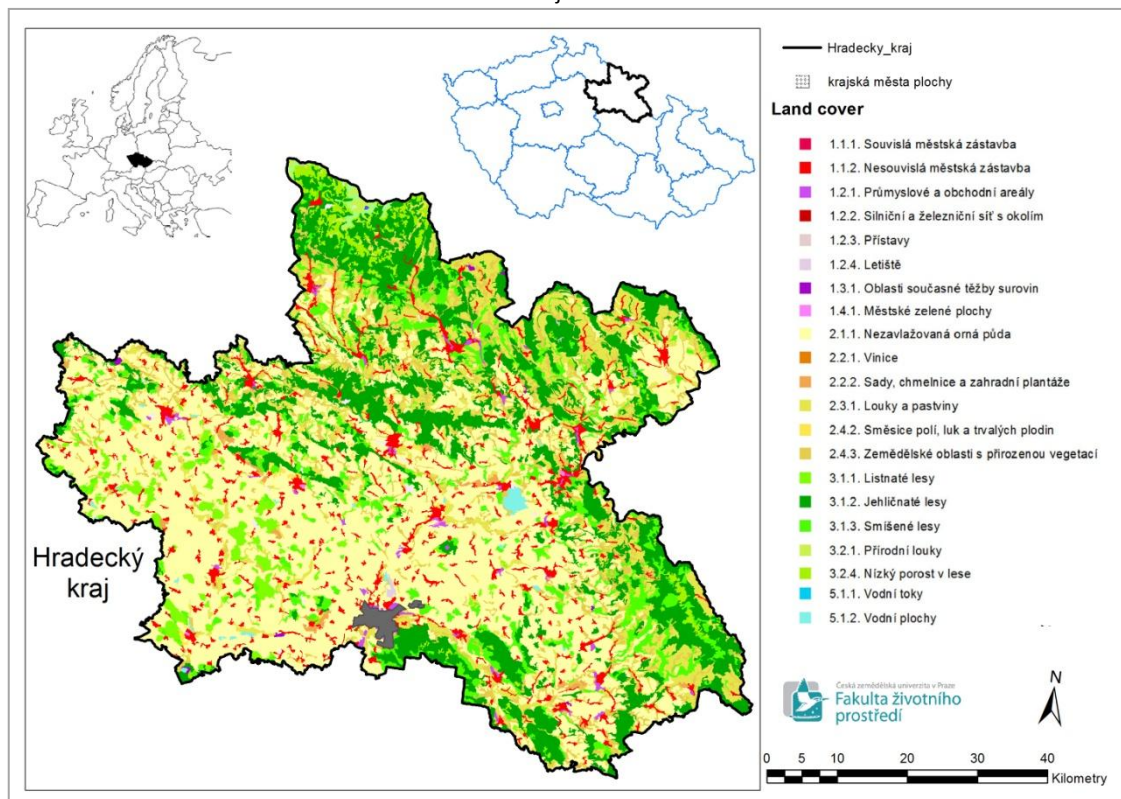 Hradecky_kraj
krajská města plochy
Land cover
1.1.1. Souvislá městská zástavba
1.1.2. Nesouvislá městská zástavba
1.2.1. Průmyslové a obchodní areály
1.2.2. Silniční a železniční síť s okolím
1.2.3. Přístavy
1.2.4. Letiště
1.3.1. Oblasti současné těžby surovin
1.4.1. Městské zelené plochy
2.1.1. Nezavlažovaná orná půda
2.2.1. Vinice
2.2.2. Sady, chmelnice a zahradní plantáže
2.3.1. Louky a pastviny
2.4.2. Směsice polí, luk a trvalých plodin
2.4.3. Zemědělské oblasti s přirozenou vegetací
3.1.1. Listnaté lesy
3.1.2. Jehličnaté lesy
3.1.3. Smíšené lesy
3.2.1. Přírodní louky
3.2.4. Nízký porost v lese
5.1.1. Vodní toky
5.1.2. Vodní plochy
Hradecký
kraj
Česká zemědělská univerzita v Praze
Fakulta životního
prostředí
N
0 5 10 20 30 40
Kilometry